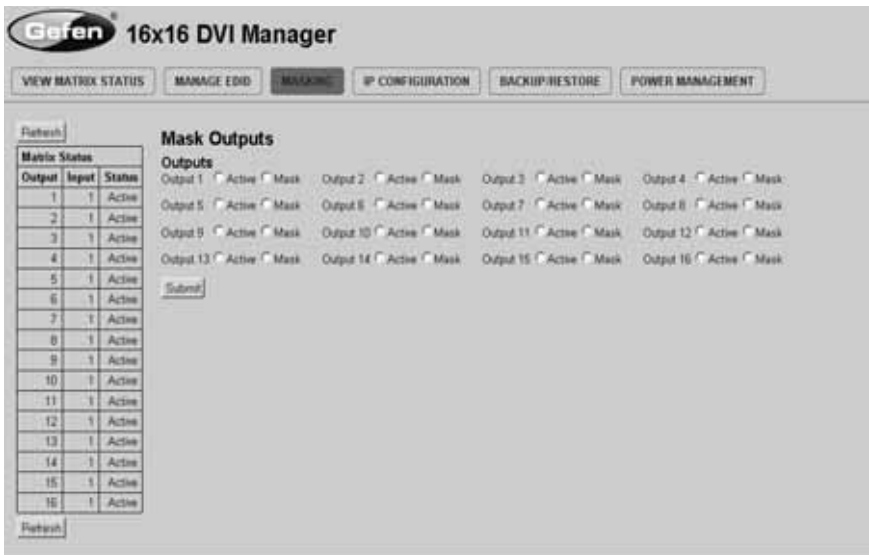 Gefen 16x16 DVI Manager
VIEW MATRIX STATUS MANAGE EDID MASKING IP CONFIGURATION BACKUP/RESTORE POWER MANAGEMENT
Refresh
Matrix Status
Output Input Status
1 1 Active
2 1 Active
3 1 Active
4 1 Active
5 1 Active
6 1 Active
7 1 Active
8 1 Active
9 1 Active
10 1 Active
11 1 Active
12 1 Active
13 1 Active
14 1 Active
15 1 Active
16 1 Active
Refresh
Mask Outputs
Outputs
Output 1 Active Mask Output 2 Active Mask Output 3 Active Mask Output 4 Active Mask
Output 5 Active Mask Output 6 Active Mask Output 7 Active Mask Output 8 Active Mask
Output 9 Active Mask Output 10 Active Mask Output 11 Active Mask Output 12 Active Mask
Output 13 Active Mask Output 14 Active Mask Output 15 Active Mask Output 16 Active Mask
Submit